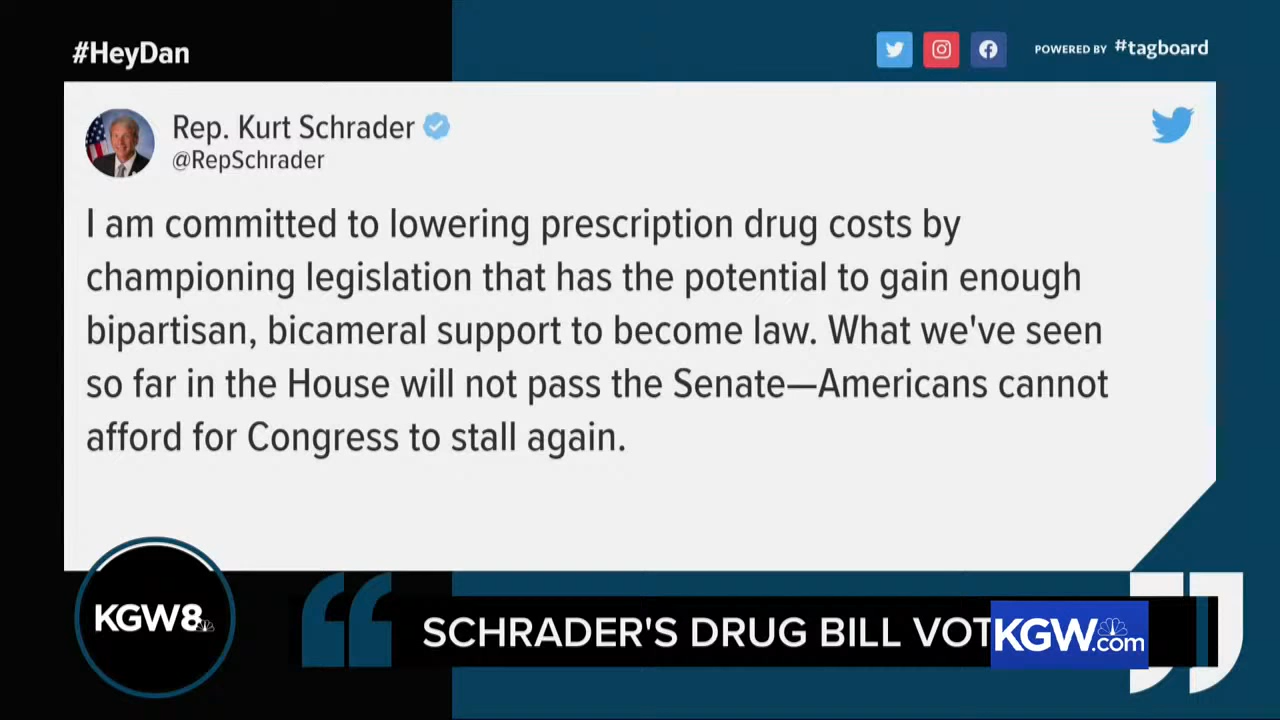 #HeyDan
POWERED BY #tagboard
Rep. Kurt Schrader
@RepSchrader
I am committed to lowering prescription drug costs by
championing legislation that has the potential to gain enough
bipartisan, bicameral support to become law. What we've seen
so far in the House will not pass the Senate—Americans cannot
afford for Congress to stall again.
KGW8
SCHRADER'S DRUG BILL VOT
KGW.com